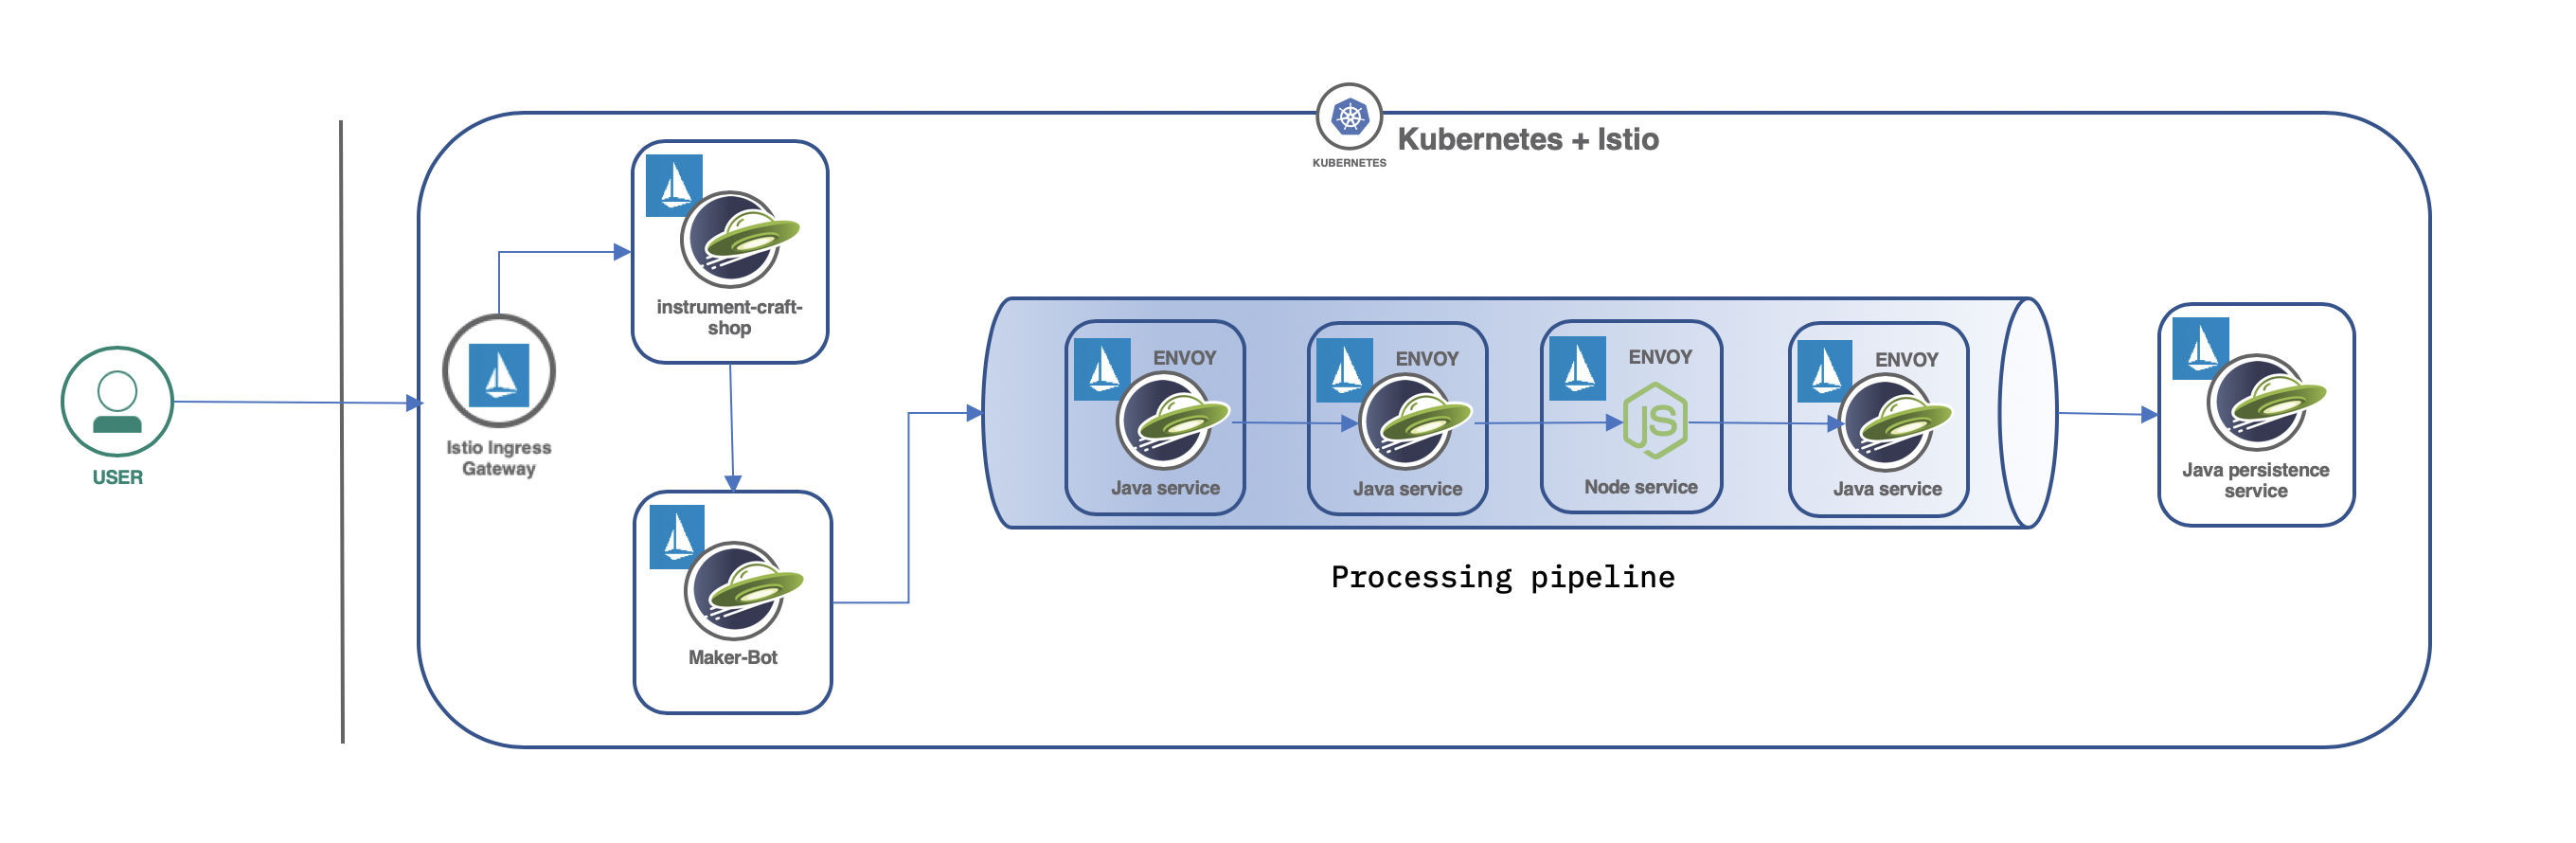 KUBERNETES
Kubernetes + Istio
USER
Istio Ingress
Gateway
instrument-craft-
shop
Maker-Bot
ENVOY
Java service
ENVOY
Java service
ENVOY
JS
Node service
ENVOY
Java service
Processing pipeline
Java persistence
service